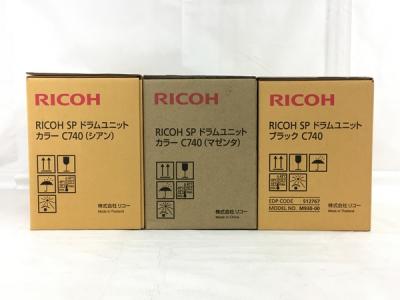 RICOH
RICOH SP ドラムユニット
カラー C740 (シアン)
株式会社 リコー
Made in Thailand
RICOH
RICOH SP ドラムユニット
カラー C740 (マゼンタ)
株式会社 リコー
Made in China
RICOH
RICOH SP ドラムユニット
ブラック C740
株式会社 リコー
Made in Thailand
EDP CODE 512767
MODEL NO. M930-00